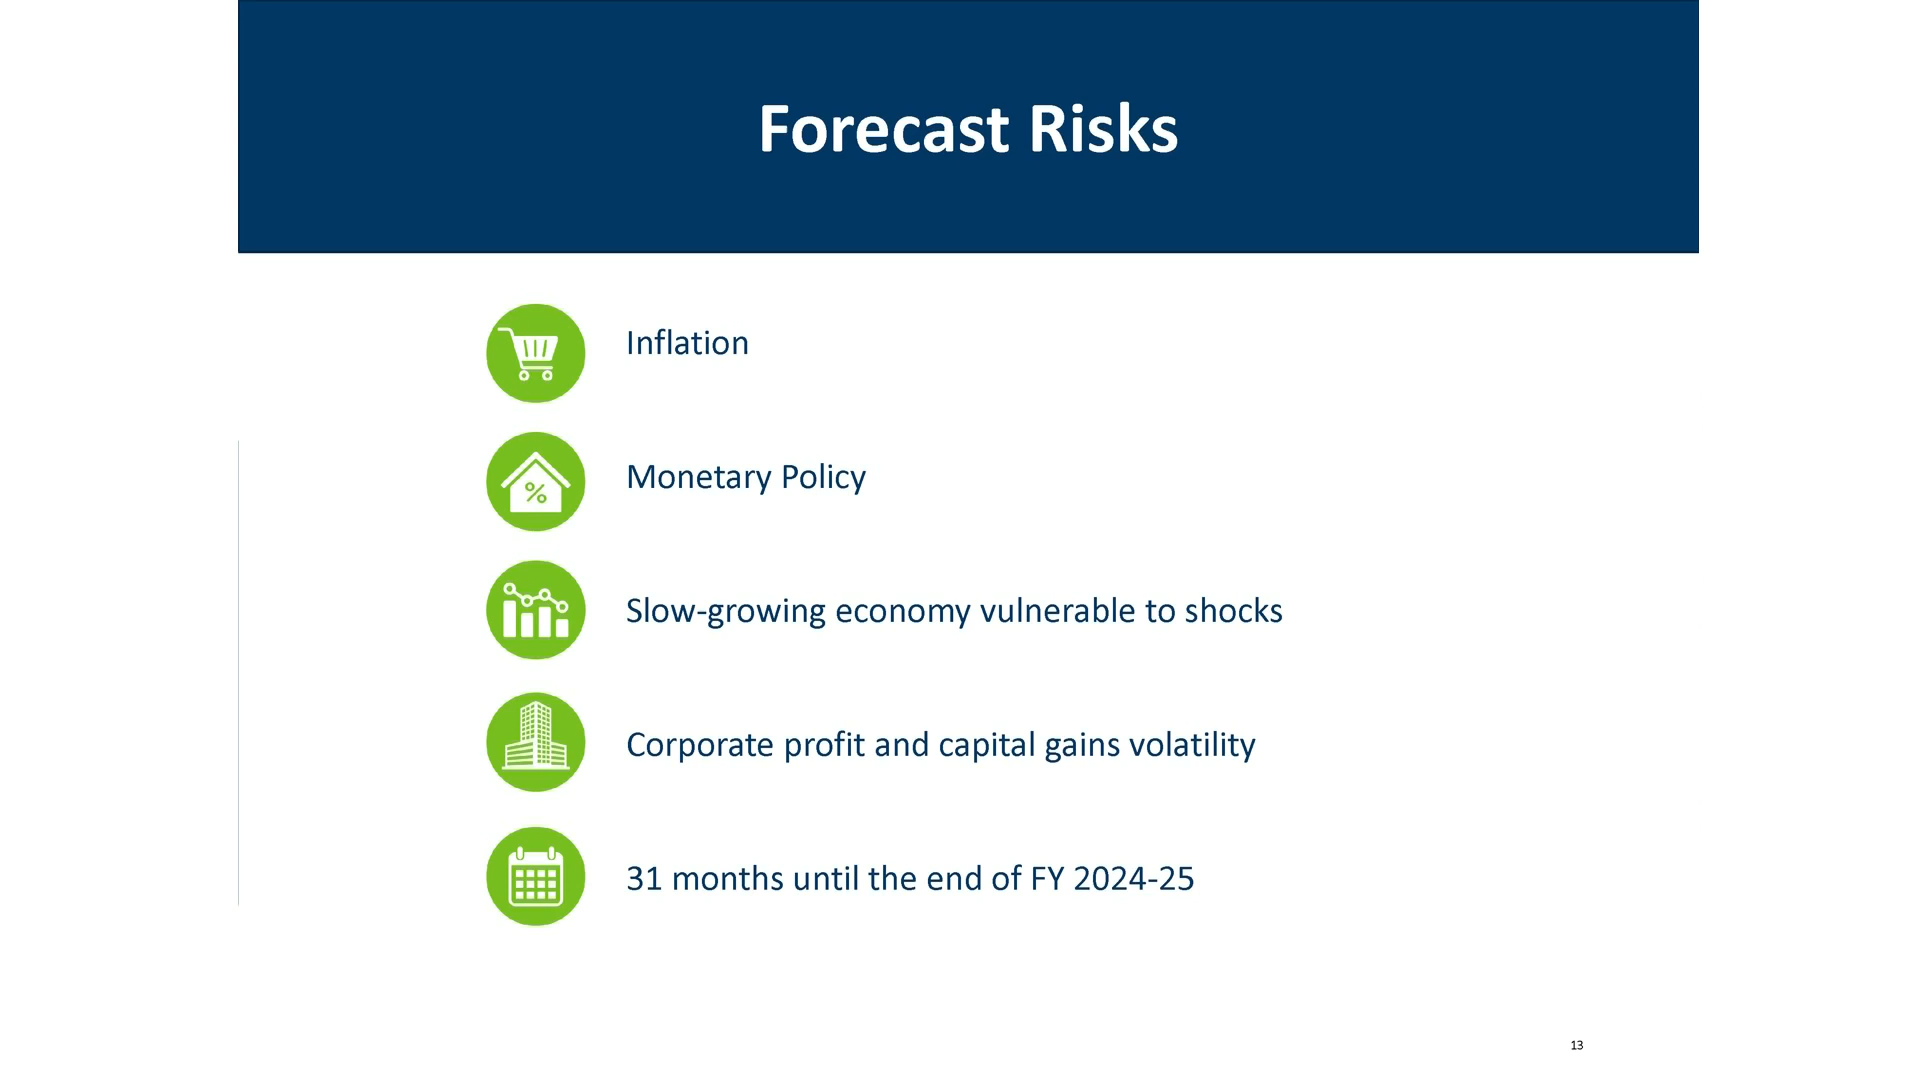 Forecast Risks
Inflation
%
Monetary Policy
Slow-growing economy vulnerable to shocks
Corporate profit and capital gains volatility
31 months until the end of FY 2024-25
13